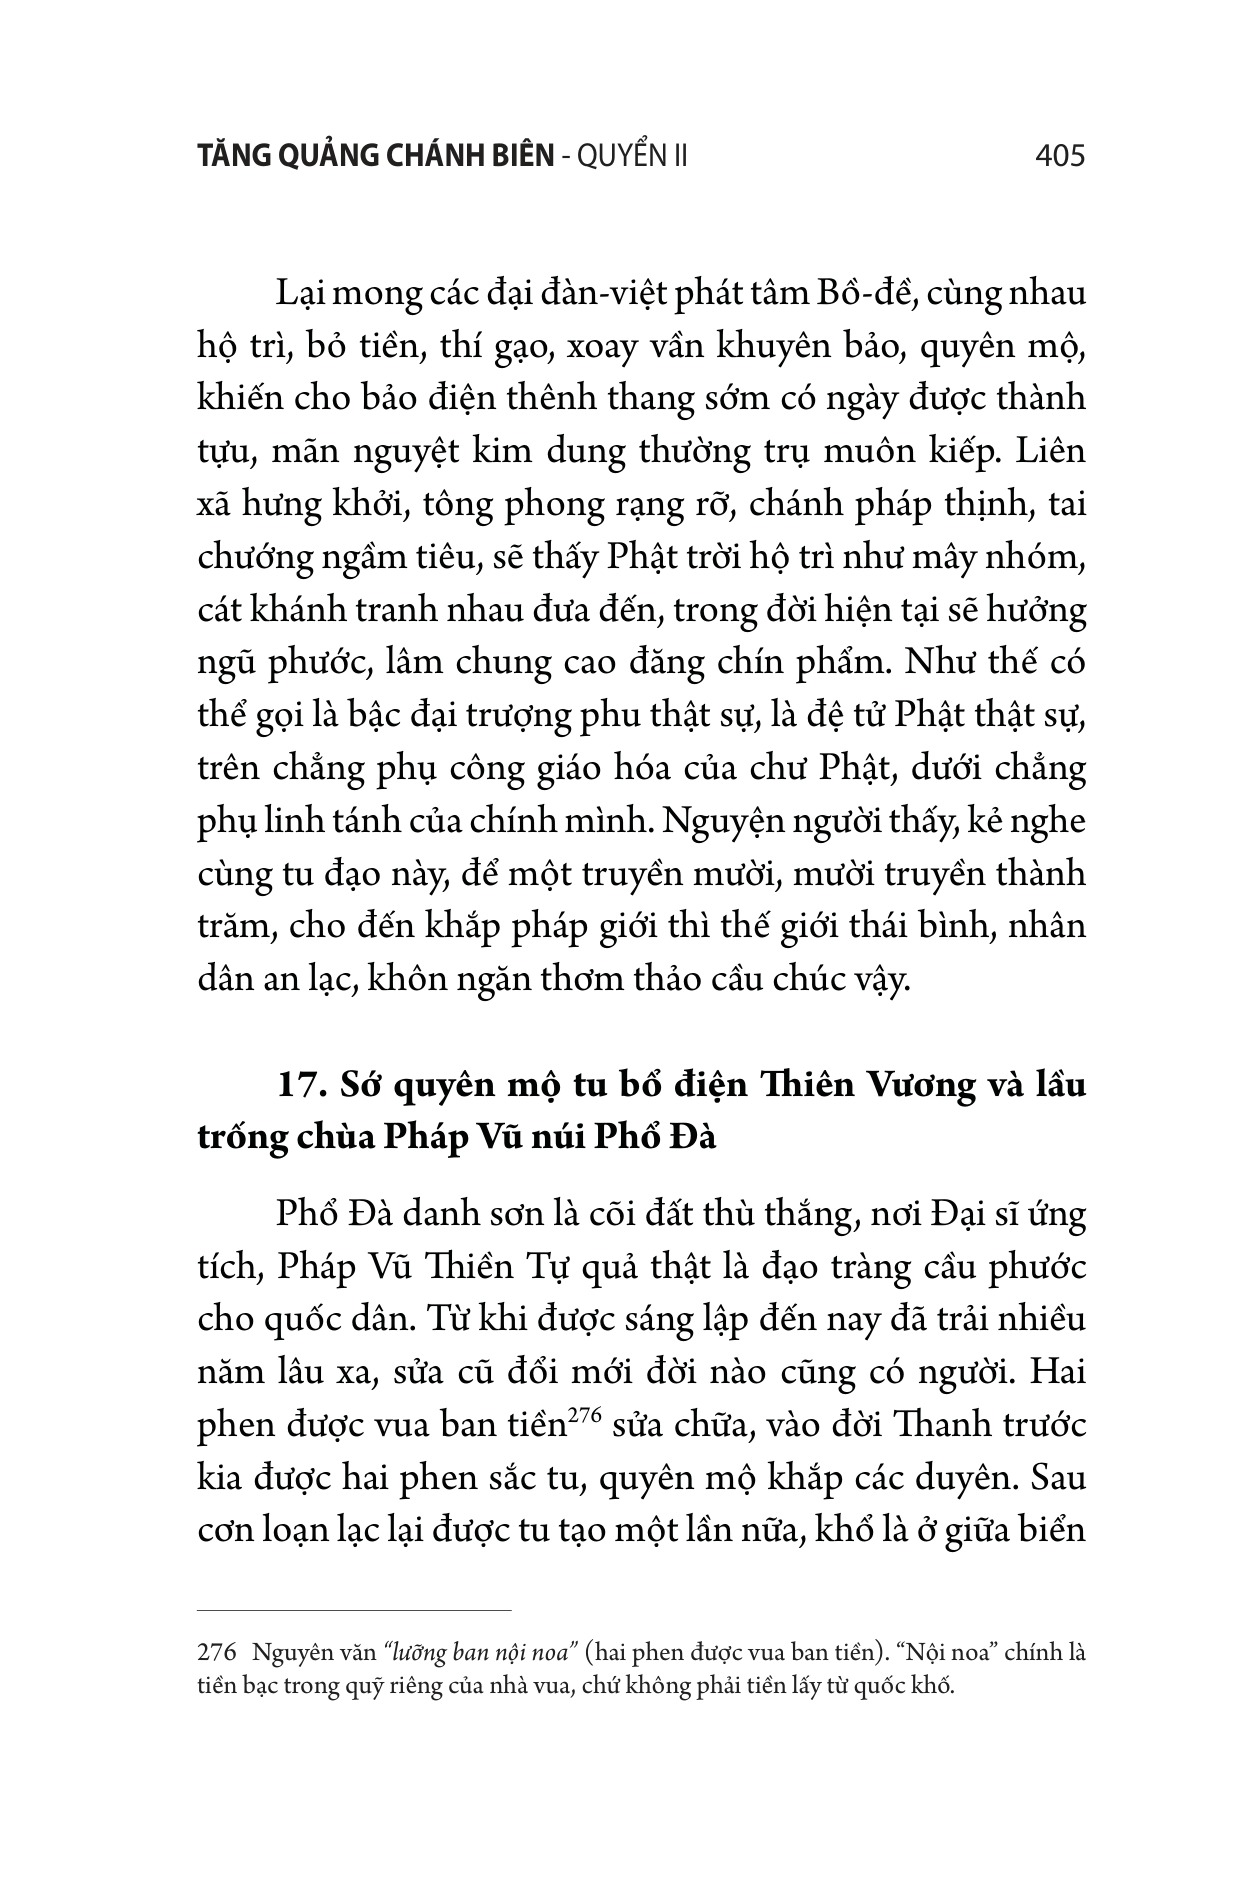 TĂNG QUẢNG CHÁNH BIÊN - QUYỂN II 405
Lại mong các đại đàn-việt phát tâm Bồ-đề, cùng nhau
hộ trì, bỏ tiền, thí gạo, xoay vần khuyên bảo, quyên mộ,
khiến cho bảo điện thênh thang sớm có ngày được thành
tựu, mãn nguyệt kim dung thường trụ muôn kiếp. Liên
xã hưng khởi, tông phong rạng rỡ, chánh pháp thịnh, tai
chướng ngầm tiêu, sẽ thấy Phật trời hộ trì như mây nhóm,
cát khánh tranh nhau đưa đến, trong đời hiện tại sẽ hưởng
ngũ phước, lâm chung cao đăng chín phẩm. Như thế có
thể gọi là bậc đại trượng phu thật sự, là đệ tử Phật thật sự,
trên chẳng phụ công giáo hóa của chư Phật, dưới chẳng
phụ linh tánh của chính mình. Nguyện người thấy, kẻ nghe
cùng tu đạo này, để một truyền mười, mười truyền thành
trăm, cho đến khắp pháp giới thì thế giới thái bình, nhân
dân an lạc, khôn ngăn thơm thảo cầu chúc vậy.
17. Sớ quyên mộ tu bổ điện Thiên Vương và lầu
trống chùa Pháp Vũ núi Phổ Đà
Phổ Đà danh sơn là cõi đất thù thắng, nơi Đại sĩ ứng
tích, Pháp Vũ Thiền Tự quả thật là đạo tràng cầu phước
cho quốc dân. Từ khi được sáng lập đến nay đã trải nhiều
năm lâu xa, sửa cũ đổi mới đời nào cũng có người. Hai
phen được vua ban tiền276 sửa chữa, vào đời Thanh trước
kia được hai phen sắc tu, quyên mộ khắp các duyên. Sau
cơn loạn lạc lại được tu tạo một lần nữa, khổ là ở giữa biển
276 Nguyên văn “lưỡng ban nội noa” (hai phen được vua ban tiền). “Nội noa” chính là
tiền bạc trong quỹ riêng của nhà vua, chứ không phải tiền lấy từ quốc khố.